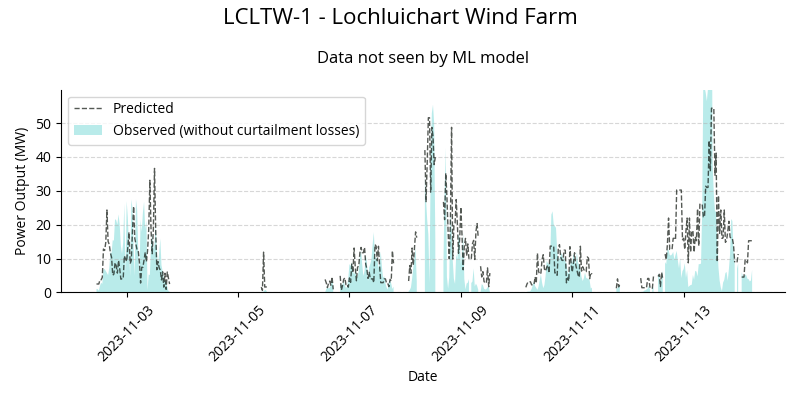 LCLTW-1 - Lochluichart Wind Farm
Data not seen by ML model
Predicted
Observed (without curtailment losses)
Power Output (MW)
50
40
30
20
10
0
2023-11-03
2023-11-05
2023-11-07
2023-11-09
2023-11-11
2023-11-13
Date